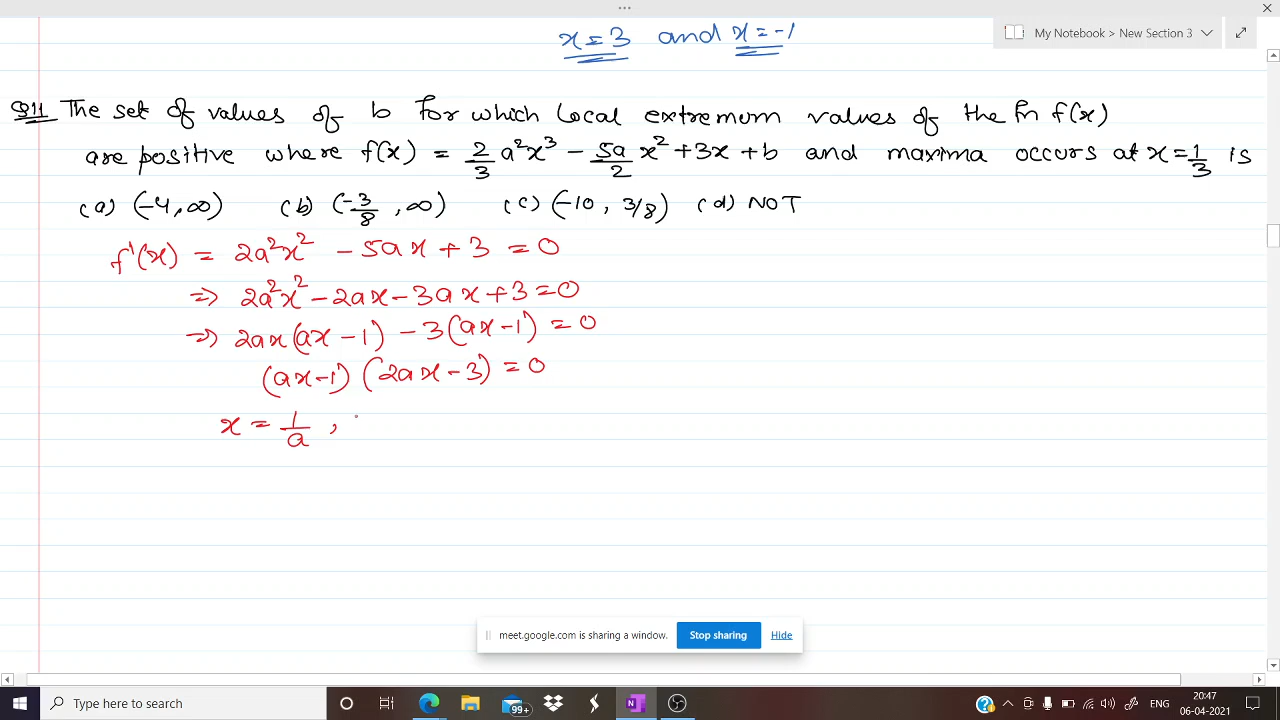 ...
x = 3 and x = -1
My Notebook > New Section 3
Q11 The set of values of b for which local extremum values of the fn f(x)
are positive where f(x) = 2/3 a²x³ - 5a/2 x² + 3x + b and maxima occurs at x = 1/3 is
(a) (-4, ∞) (b) (-3/8, ∞) (c) (-10, 3/8) (d) NOT
f'(x) = 2a²x² - 5ax + 3 = 0
⇒ 2a²x² - 2ax - 3ax + 3 = 0
⇒ 2ax(ax - 1) - 3(ax - 1) = 0
(ax - 1) (2ax - 3) = 0
x = 1/a ,
meet.google.com is sharing a window. Stop sharing Hide
Type here to search
99+
ENG
20:47
06-04-2021